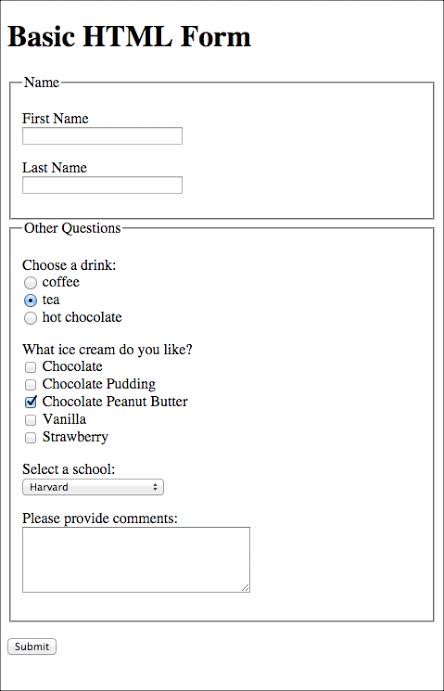 Basic HTML Form
Name
First Name
Last Name
Other Questions
Choose a drink:
coffee
tea
hot chocolate
What ice cream do you like?
Chocolate
Chocolate Pudding
Chocolate Peanut Butter
Vanilla
Strawberry
Select a school:
Harvard
Please provide comments:
Submit